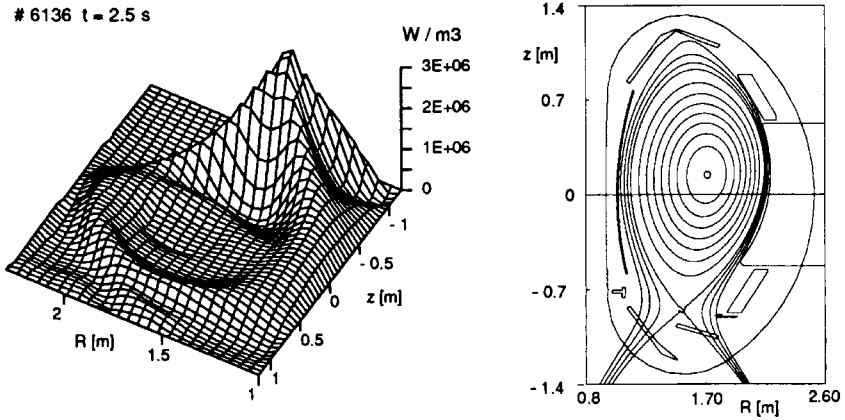 # 6136 t = 2.5 s
W / m3
3E+06
2E+06
1E+06
0
- 1
- 0.5
0
z [m]
0.5
1
2
R [m]
1.5
1
1.4
z [m]
0.7
0
- 0.7
- 1.4
0.8
1.70
R [m]
2.60